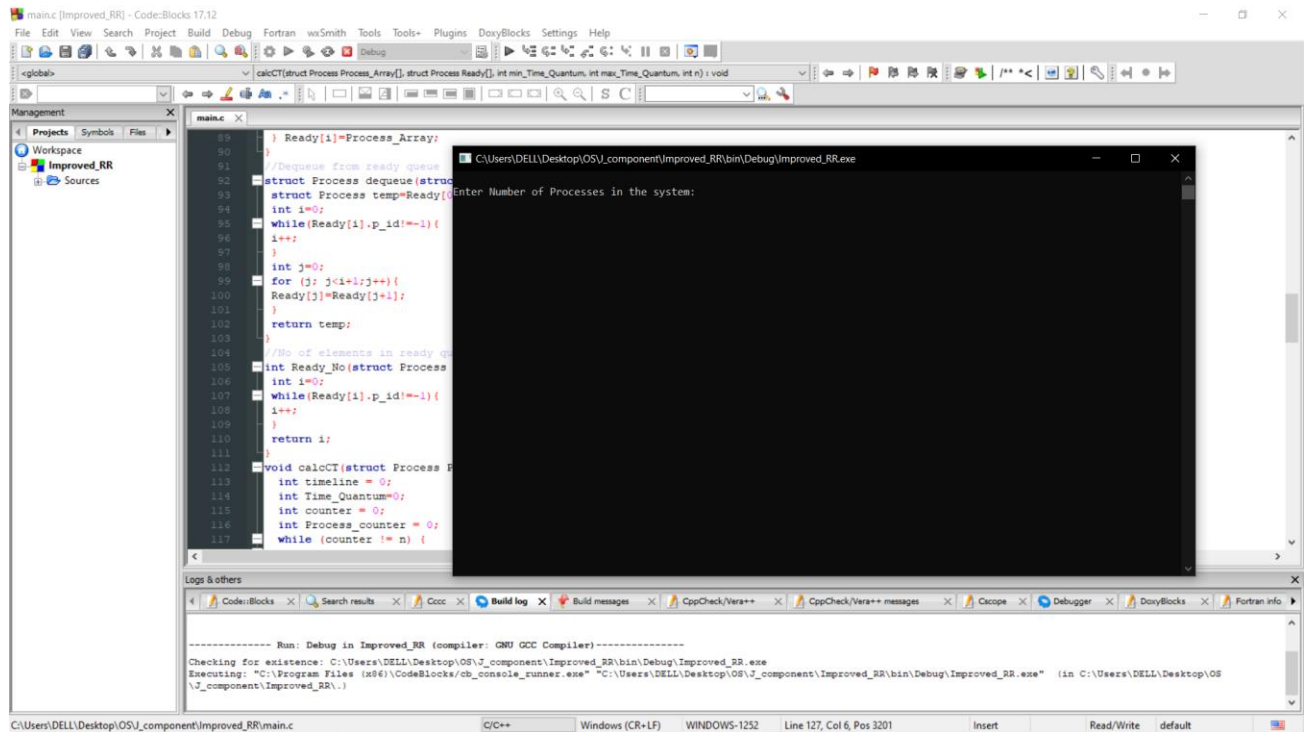 main.c [Improved_RR] - Code::Blocks 17.12
File Edit View Search Project Build Debug Fortran wxSmith Tools Tools+ Plugins DoxyBlocks Settings Help
Debug
<global>
calcCT(struct Process Process_Array[], struct Process Ready[], int min_Time_Quantum, int max_Time_Quantum, int n) : void
/** *<
S C
Management
Projects Symbols Files
Workspace
Improved_RR
Sources
main.c
89 } Ready[i]=Process_Array;
90 }
91 //Dequeue from ready queue
92 struct Process dequeue(struc
93 struct Process temp=Ready[0
94 int i=0;
95 while(Ready[i].p_id!=-1){
96 i++;
97 }
98 int j=0;
99 for (j; j<i+1;j++){
100 Ready[j]=Ready[j+1];
101 }
102 return temp;
103 }
104 //No of elements in ready qu
105 int Ready_No(struct Process
106 int i=0;
107 while(Ready[i].p_id!=-1){
108 i++;
109 }
110 return i;
111 }
112 void calcCT(struct Process P
113 int timeline = 0;
114 int Time_Quantum=0;
115 int counter = 0;
116 int Process_counter = 0;
117 while (counter != n) {
C:\Users\DELL\Desktop\OS\J_component\Improved_RR\bin\Debug\Improved_RR.exe
Enter Number of Processes in the system:
Logs & others
Code::Blocks Search results Cccc Build log Build messages CppCheck/Vera++ CppCheck/Vera++ messages Cscope Debugger DoxyBlocks Fortran info
-------------- Run: Debug in Improved_RR (compiler: GNU GCC Compiler)---------------
Checking for existence: C:\Users\DELL\Desktop\OS\J_component\Improved_RR\bin\Debug\Improved_RR.exe
Executing: "C:\Program Files (x86)\CodeBlocks/cb_console_runner.exe" "C:\Users\DELL\Desktop\OS\J_component\Improved_RR\bin\Debug\Improved_RR.exe" (in C:\Users\DELL\Desktop\OS
\J_component\Improved_RR\.)
C:\Users\DELL\Desktop\OS\J_component\Improved_RR\main.c C/C++ Windows (CR+LF) WINDOWS-1252 Line 127, Col 6, Pos 3201 Insert Read/Write default